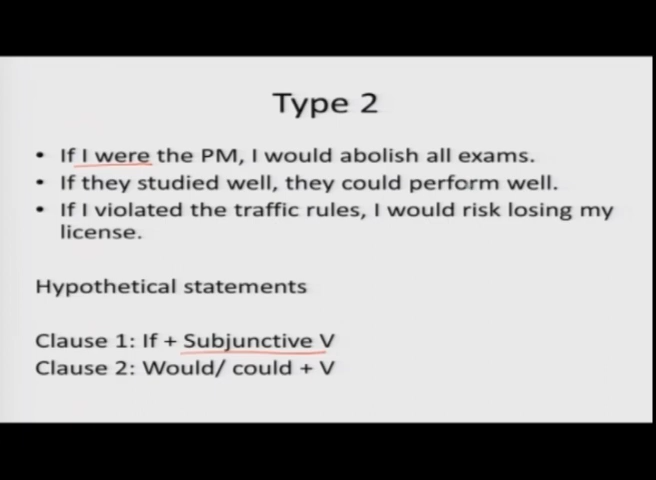 Type 2
• If I were the PM, I would abolish all exams.
• If they studied well, they could perform well.
• If I violated the traffic rules, I would risk losing my
license.
Hypothetical statements
Clause 1: If + Subjunctive V
Clause 2: Would/ could + V